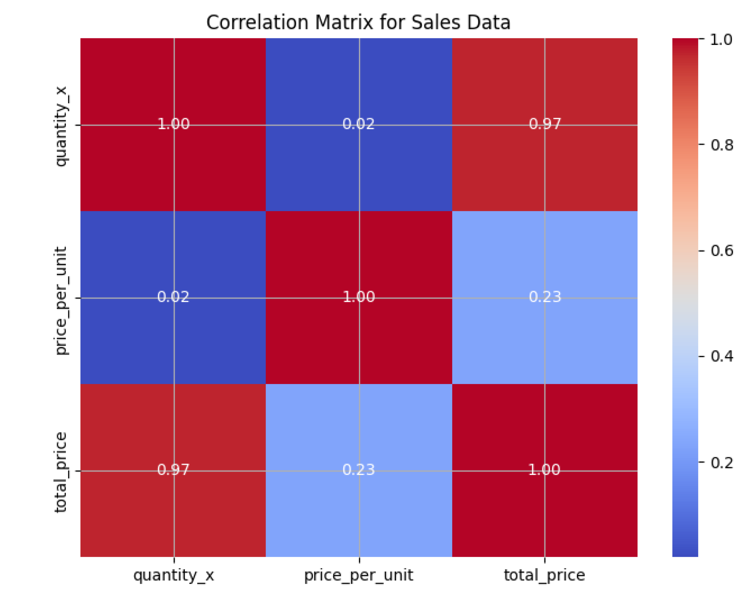 Correlation Matrix for Sales Data
quantity_x
1.00 0.02 0.97
price_per_unit
0.02 1.00 0.23
total_price
0.97 0.23 1.00
quantity_x price_per_unit total_price
1.0
0.8
0.6
0.4
0.2